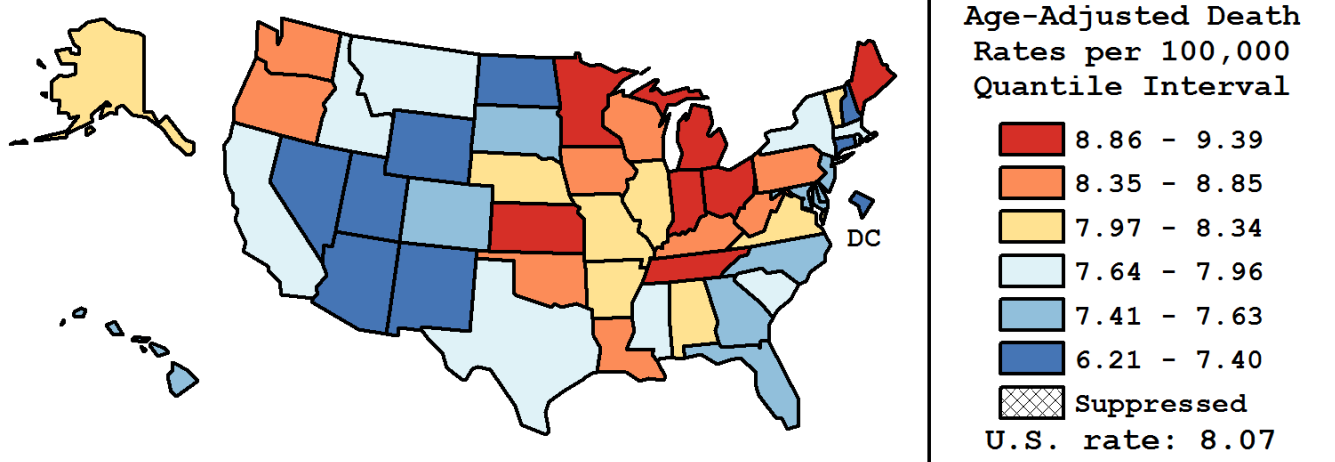 Age-Adjusted Death
Rates per 100,000
Quantile Interval
8.86 - 9.39
8.35 - 8.85
7.97 - 8.34
7.64 - 7.96
7.41 - 7.63
6.21 - 7.40
Suppressed
U.S. rate: 8.07
DC